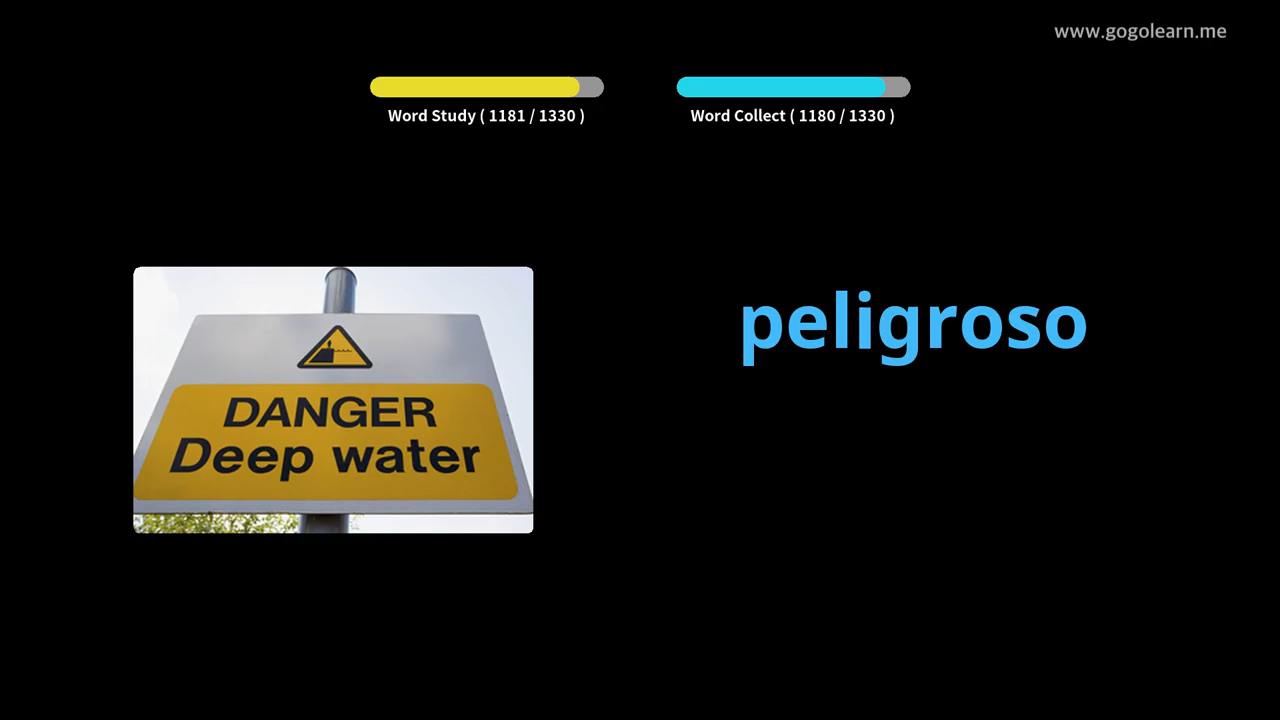 www.gogolearn.me
Word Study ( 1181 / 1330 )
Word Collect ( 1180 / 1330 )
DANGER
Deep water
peligroso